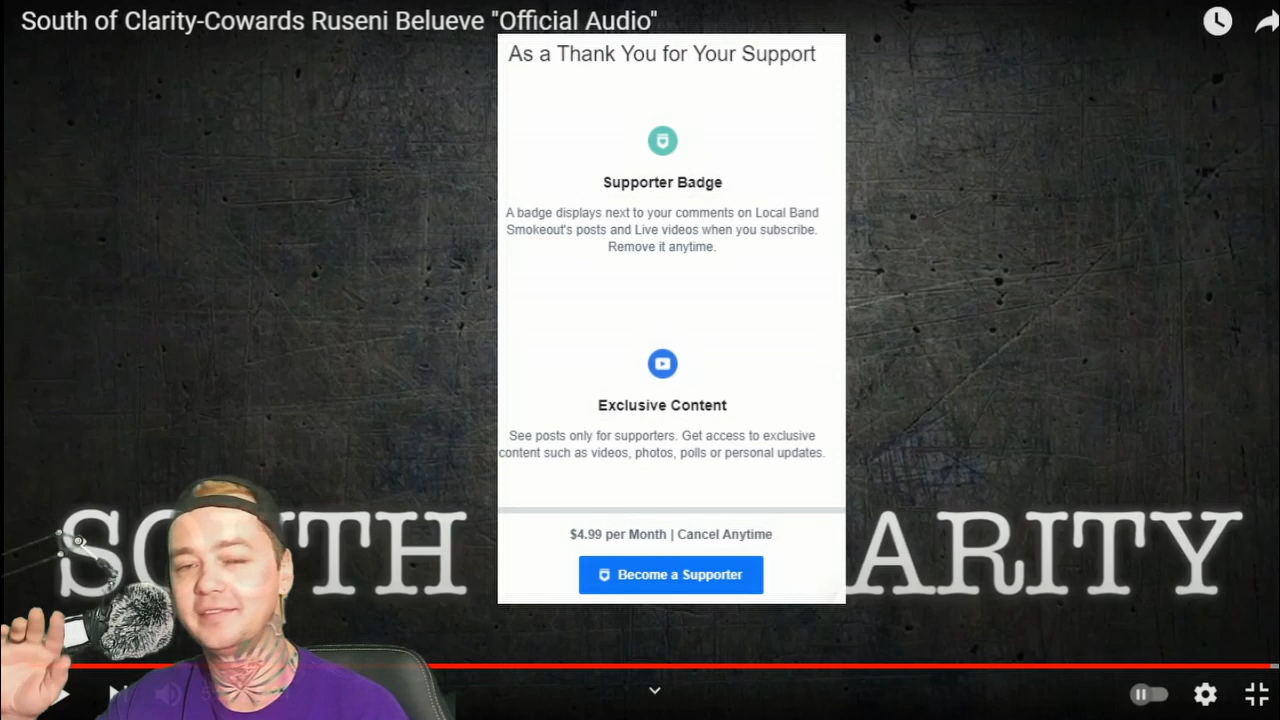 South of Clarity-Cowards Ruseni Belueve "Official Audio"
As a Thank You for Your Support
Supporter Badge
A badge displays next to your comments on Local Band
Smokeout's posts and Live videos when you subscribe.
Remove it anytime.
Exclusive Content
See posts only for supporters. Get access to exclusive
content such as videos, photos, polls or personal updates.
$4.99 per Month | Cancel Anytime
Become a Supporter
SOUTH ARITY